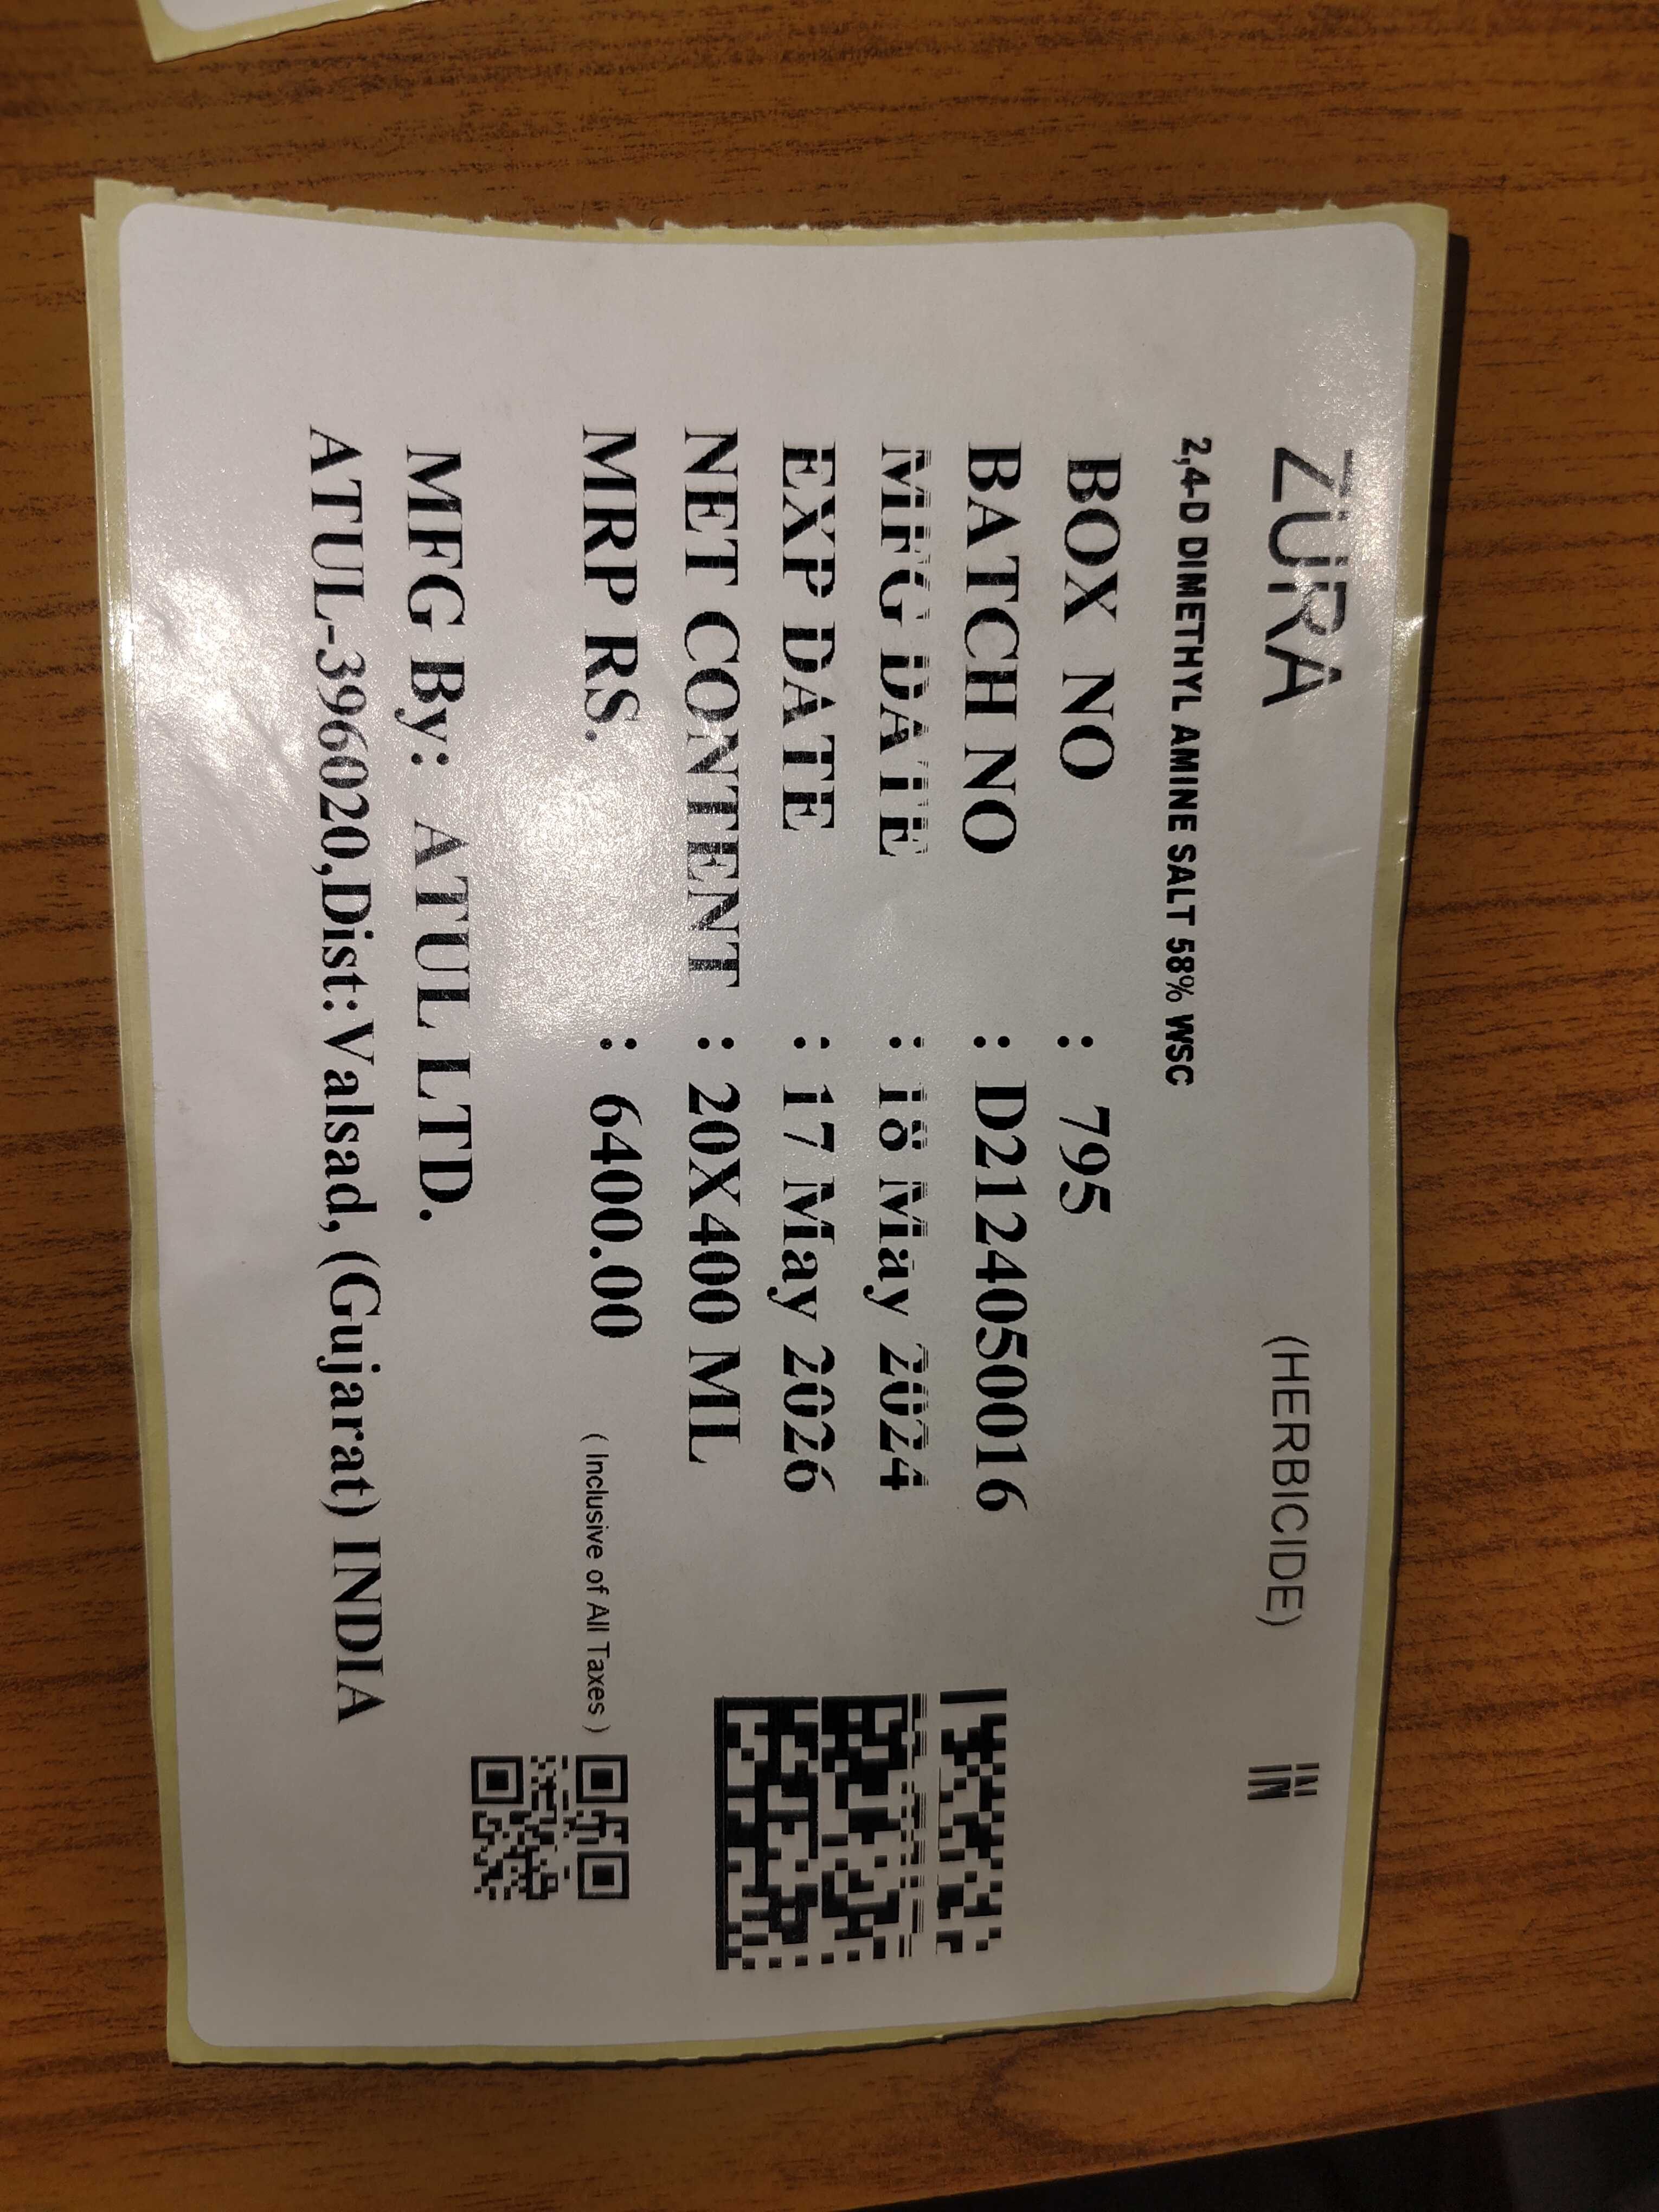 ZURA (HERBICIDE) IN
2,4-D DIMETHYL AMINE SALT 58% WSC
BOX NO : 795
BATCH NO : D2124050016
MFG DATE : 18 May 2024
EXP DATE : 17 May 2026
NET CONTENT : 20X400 ML
MRP RS. : 6400.00 ( Inclusive of All Taxes )
MFG By: ATUL LTD.
ATUL-396020,Dist:Valsad, (Gujarat) INDIA